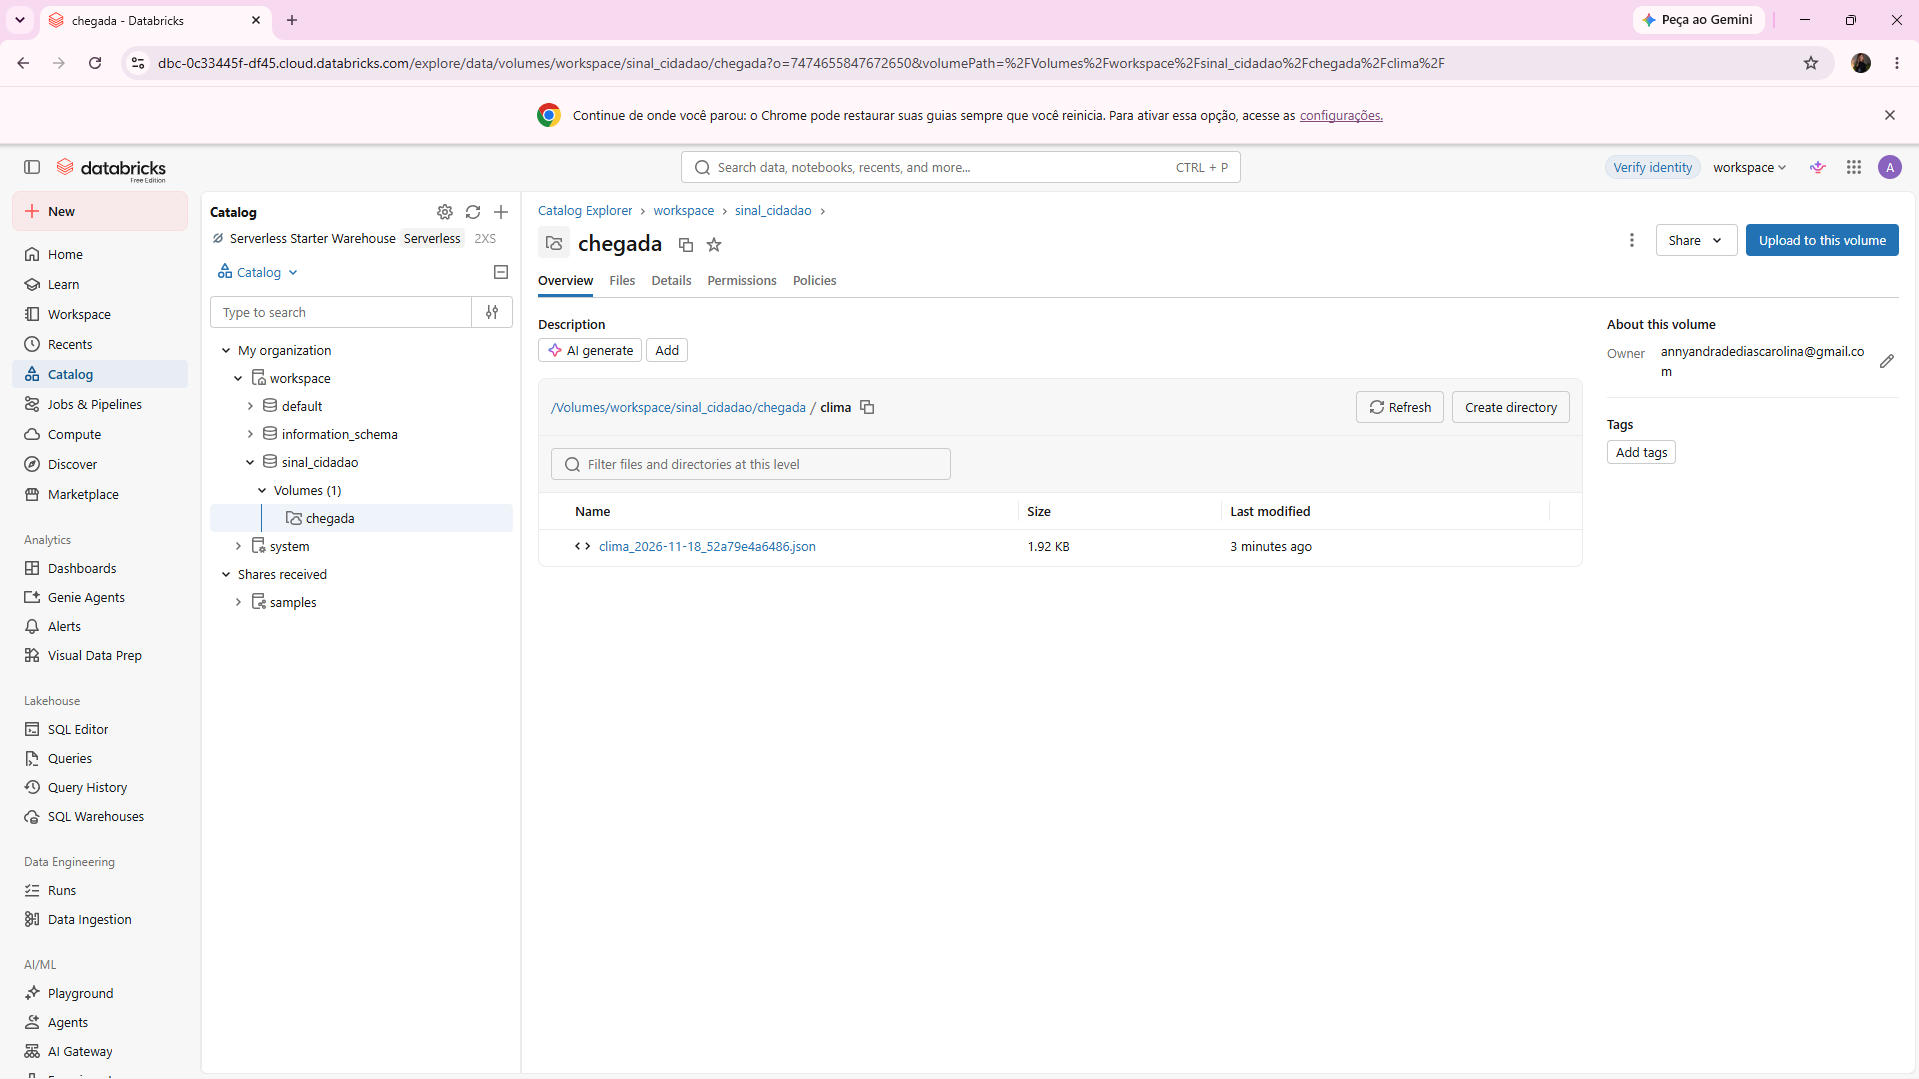 chegada - Databricks
Peça ao Gemini
dbc-0c33445f-df45.cloud.databricks.com/explore/data/volumes/workspace/sinal_cidadao/chegada?o=7474655847672650&volumePath=%2FVolumes%2Fworkspace%2Fsinal_cidadao%2Fchegada%2Fclima%2F
Continue de onde você parou: o Chrome pode restaurar suas guias sempre que você reinicia. Para ativar essa opção, acesse as configurações.
databricks
Free Edition
Search data, notebooks, recents, and more...
CTRL + P
Verify identity
workspace
A
New
Home
Learn
Workspace
Recents
Catalog
Jobs & Pipelines
Compute
Discover
Marketplace
Analytics
Dashboards
Genie Agents
Alerts
Visual Data Prep
Lakehouse
SQL Editor
Queries
Query History
SQL Warehouses
Data Engineering
Runs
Data Ingestion
AI/ML
Playground
Agents
AI Gateway
Catalog
Serverless Starter Warehouse Serverless 2XS
Catalog
Type to search
My organization
workspace
default
information_schema
sinal_cidadao
Volumes (1)
chegada
system
Shares received
samples
Catalog Explorer
workspace
sinal_cidadao
chegada
Share
Upload to this volume
Overview
Files
Details
Permissions
Policies
Description
AI generate
Add
/Volumes/workspace/sinal_cidadao/chegada / clima
Refresh
Create directory
Filter files and directories at this level
Name
Size
Last modified
clima_2026-11-18_52a79e4a6486.json
1.92 KB
3 minutes ago
About this volume
Owner
annyandradediascarolina@gmail.co
m
Tags
Add tags